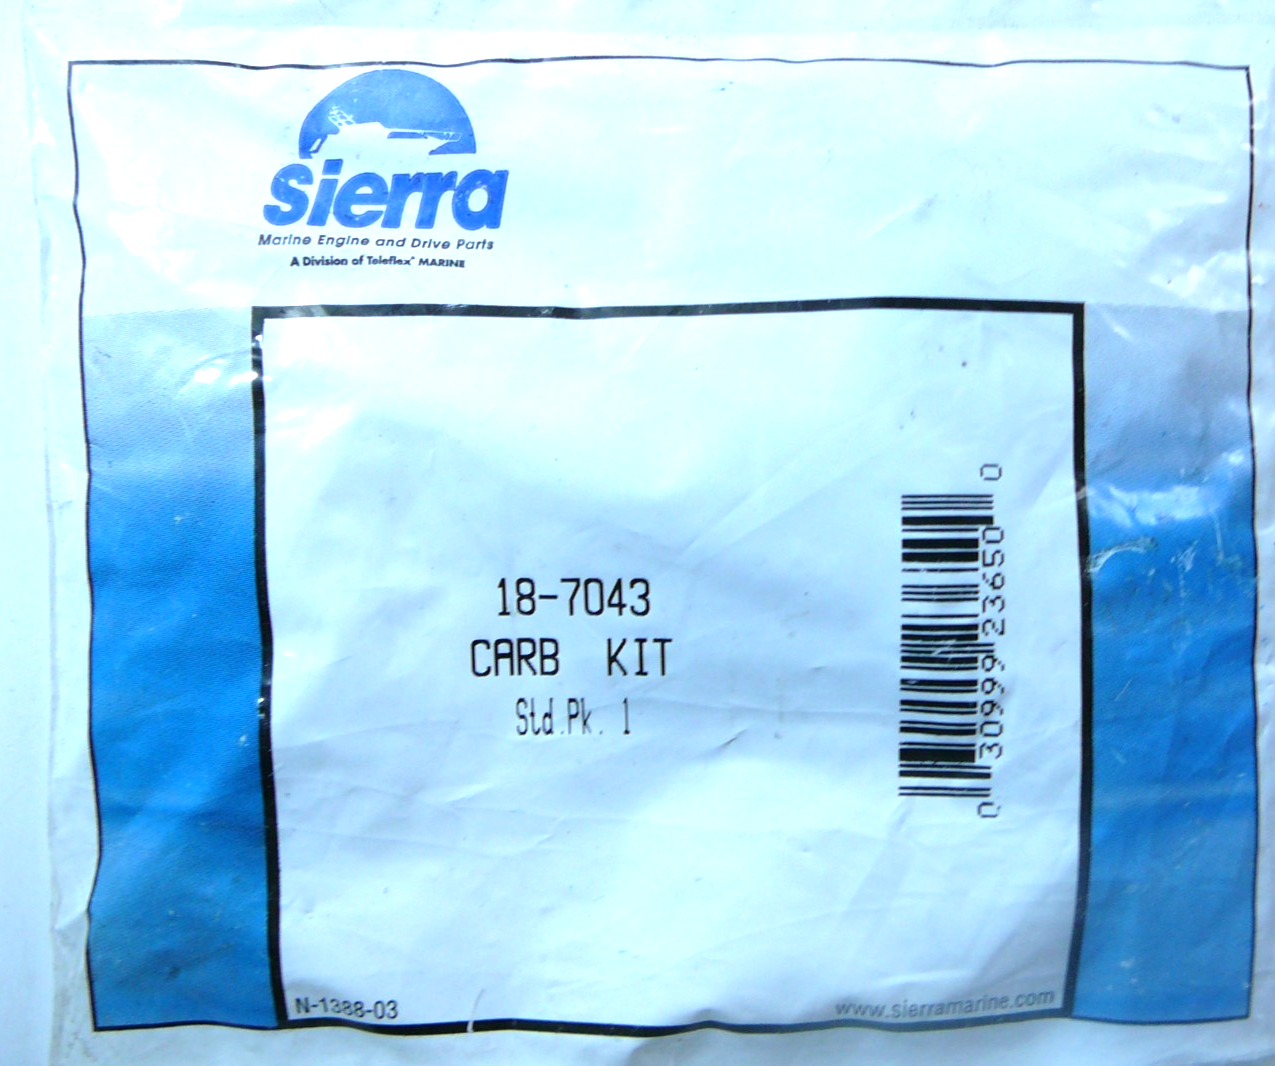 sierra
Marine Engine and Drive Parts
A Division of Teleflex® MARINE
18-7043
CARB KIT
Std.Pk. 1
0 30999 23650 0
N-1388-03
www.sierramarine.com